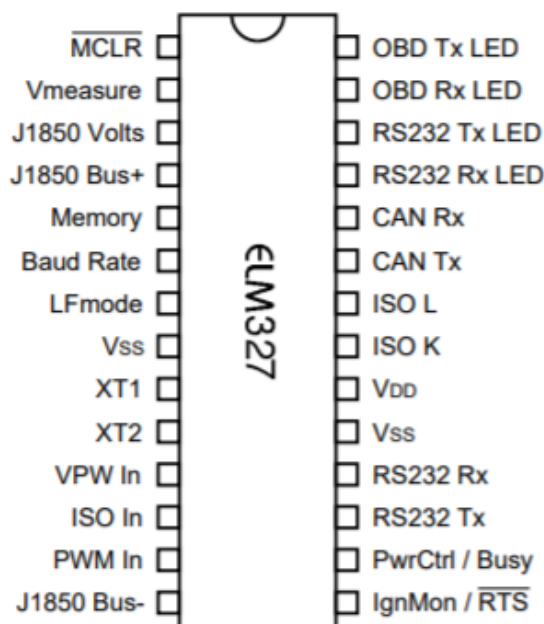 MCLR
Vmeasure
J1850 Volts
J1850 Bus+
Memory
Baud Rate
LFmode
Vss
XT1
XT2
VPW In
ISO In
PWM In
J1850 Bus-
ELM327
OBD Tx LED
OBD Rx LED
RS232 Tx LED
RS232 Rx LED
CAN Rx
CAN Tx
ISO L
ISO K
VDD
Vss
RS232 Rx
RS232 Tx
PwrCtrl / Busy
IgnMon / RTS